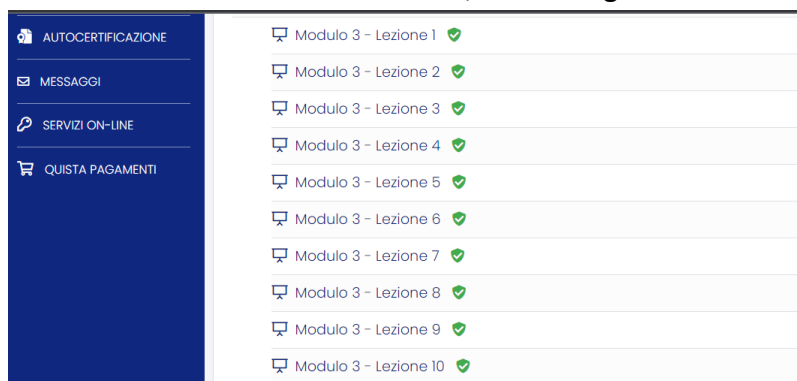 AUTOCERTIFICAZIONE
MESSAGGI
SERVIZI ON-LINE
QUISTA PAGAMENTI
Modulo 3 - Lezione 1
Modulo 3 - Lezione 2
Modulo 3 - Lezione 3
Modulo 3 - Lezione 4
Modulo 3 - Lezione 5
Modulo 3 - Lezione 6
Modulo 3 - Lezione 7
Modulo 3 - Lezione 8
Modulo 3 - Lezione 9
Modulo 3 - Lezione 10